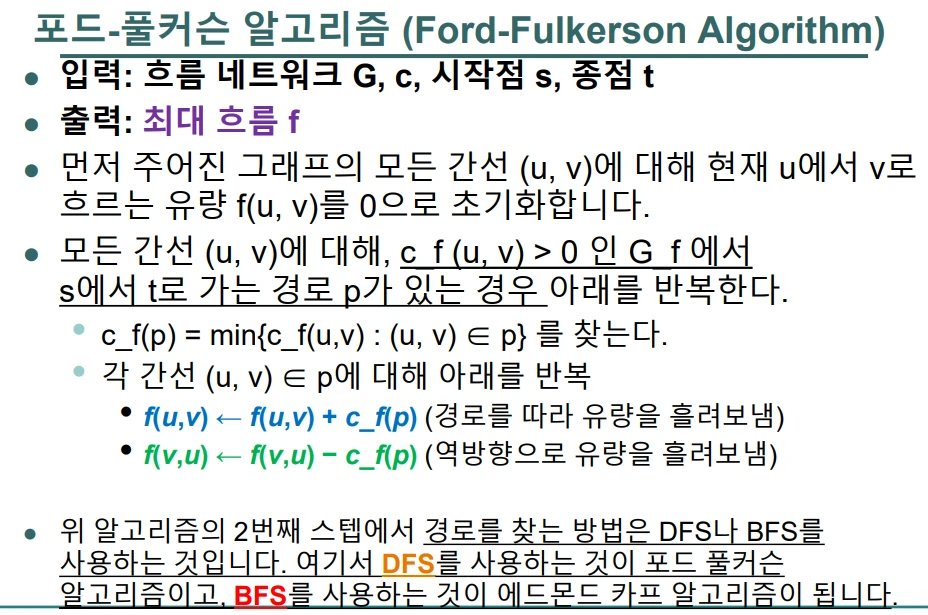 포드-풀커슨 알고리즘 (Ford-Fulkerson Algorithm)
● 입력: 흐름 네트워크 G, c, 시작점 s, 종점 t
● 출력: 최대 흐름 f
● 먼저 주어진 그래프의 모든 간선 (u, v)에 대해 현재 u에서 v로
흐르는 유량 f(u, v)를 0으로 초기화합니다.
● 모든 간선 (u, v)에 대해, c_f (u, v) > 0 인 G_f 에서
s에서 t로 가는 경로 p가 있는 경우 아래를 반복한다.
● c_f(p) = min{c_f(u,v) : (u, v) ∈ p} 를 찾는다.
● 각 간선 (u, v) ∈ p에 대해 아래를 반복
● f(u,v) ← f(u,v) + c_f(p) (경로를 따라 유량을 흘려보냄)
● f(v,u) ← f(v,u) − c_f(p) (역방향으로 유량을 흘려보냄)
● 위 알고리즘의 2번째 스텝에서 경로를 찾는 방법은 DFS나 BFS를
사용하는 것입니다. 여기서 DFS를 사용하는 것이 포드 풀커슨
알고리즘이고, BFS를 사용하는 것이 에드몬드 카프 알고리즘이 됩니다.